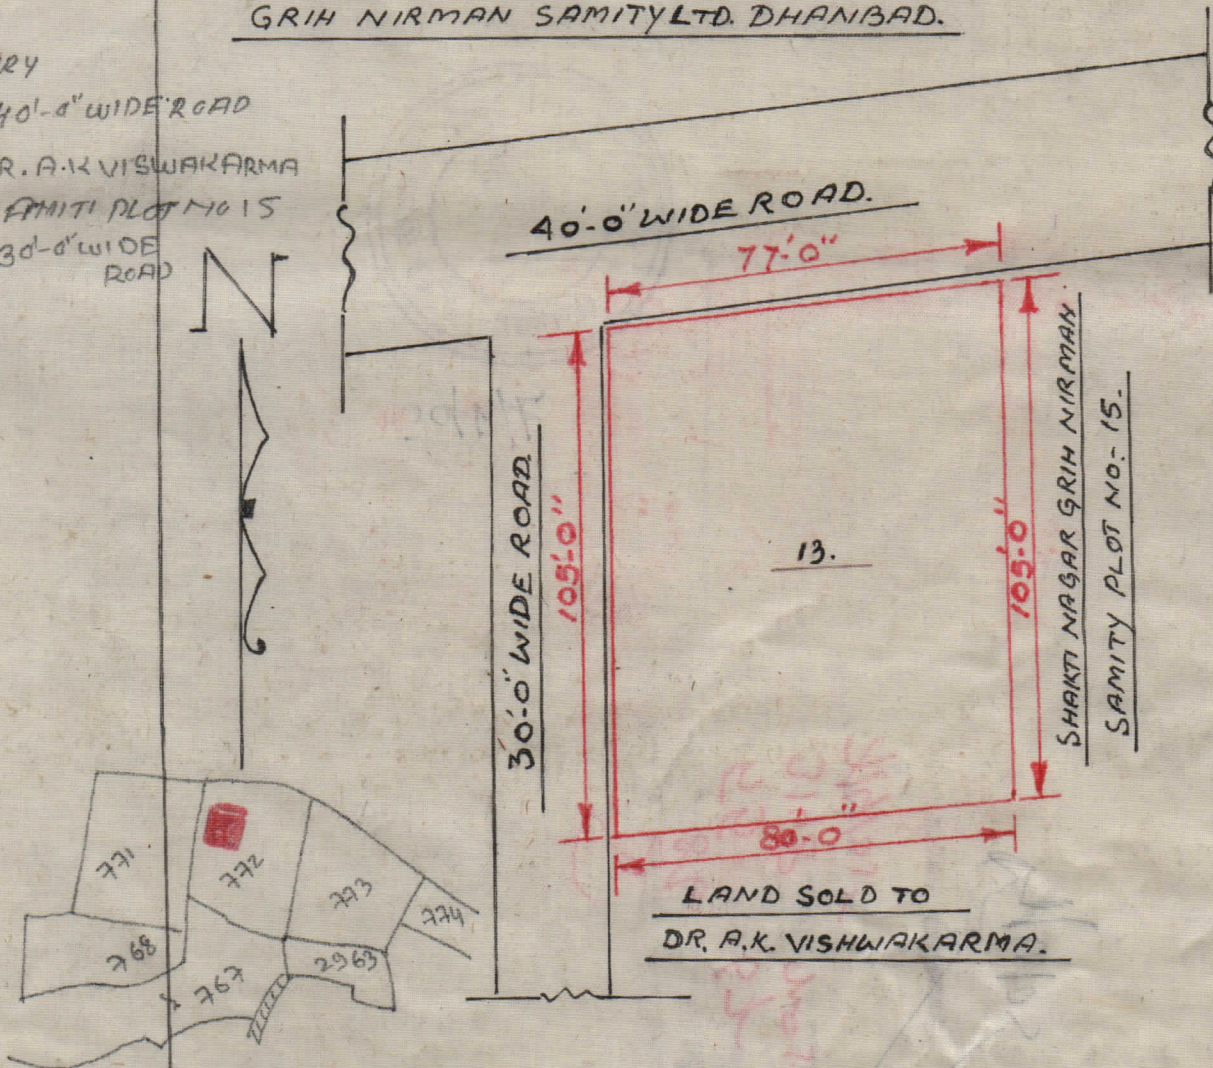 GRIH NIRMAN SAMITY LTD. DHANBAD.
RY
40'-0" WIDE ROAD
R. A.K VISWAKARMA
AMITI PLOT NO 15
30'-0" WIDE
ROAD
N
40'-0" WIDE ROAD.
77'-0"
105'-0"
30'-0" WIDE ROAD
13.
105'-0"
SHAKTI NAGAR GRIH NIRMAN
SAMITY PLOT NO:- 15.
80'-0"
LAND SOLD TO
DR. A.K. VISHWAKARMA.
771
772
773
774
768
767
2963